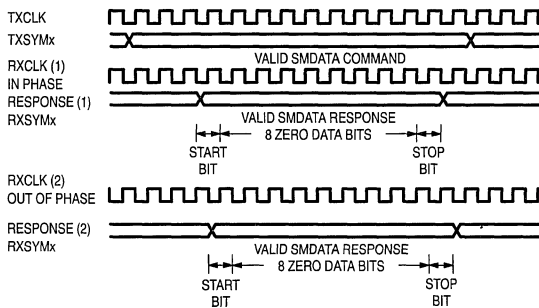 TXCLK
TXSYMx
VALID SMDATA COMMAND
RXCLK (1)
IN PHASE
RESPONSE (1)
RXSYMx
VALID SMDATA RESPONSE
8 ZERO DATA BITS
START
BIT
STOP
BIT
RXCLK (2)
OUT OF PHASE
RESPONSE (2)
RXSYMx
VALID SMDATA RESPONSE
8 ZERO DATA BITS
START
BIT
STOP
BIT